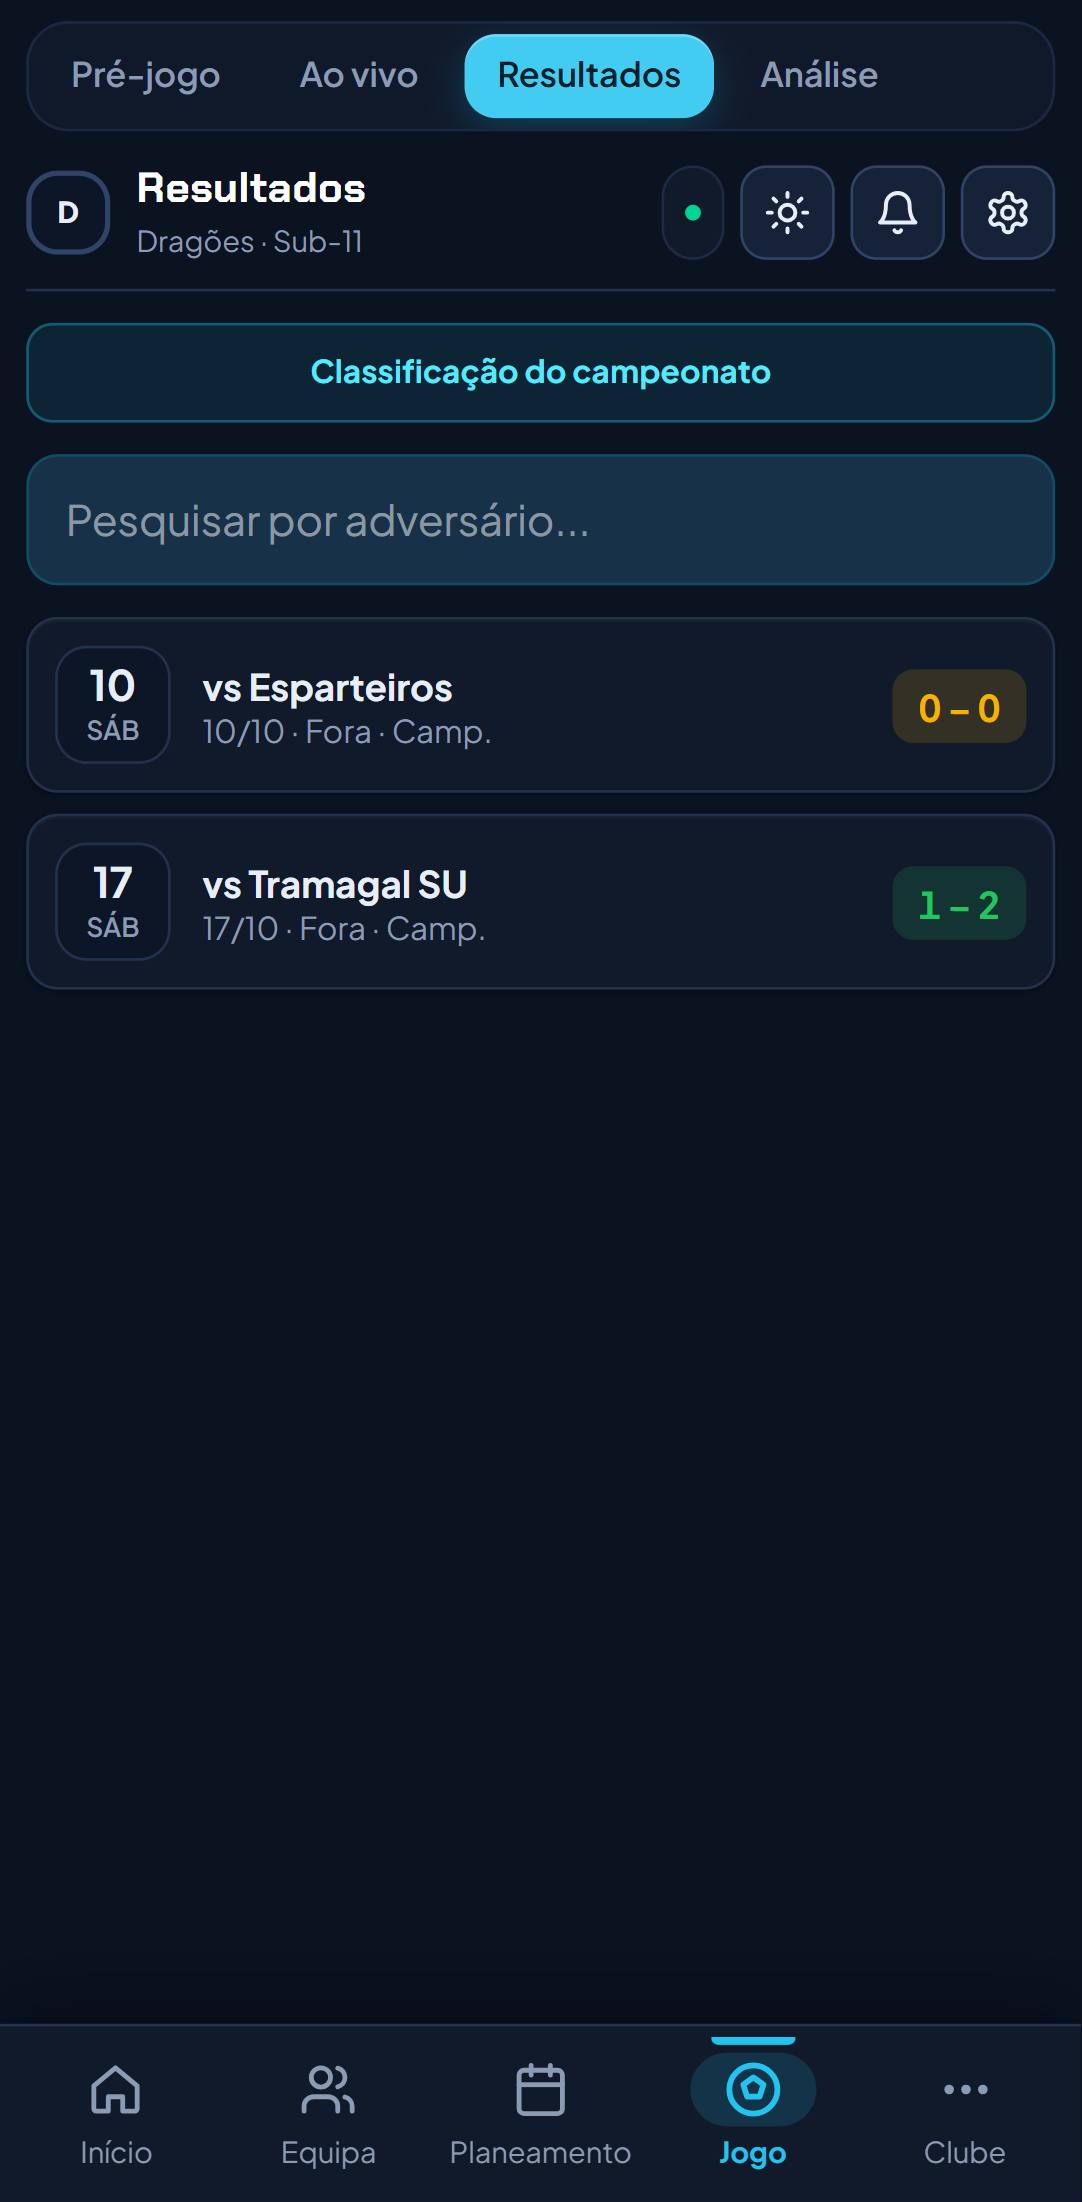 Pré-jogo Ao vivo Resultados Análise
D
Resultados
Dragões · Sub-11
Classificação do campeonato
Pesquisar por adversário...
10
SÁB
vs Esparteiros
10/10 · Fora · Camp.
0 – 0
17
SÁB
vs Tramagal SU
17/10 · Fora · Camp.
1 – 2
Início Equipa Planeamento Jogo Clube